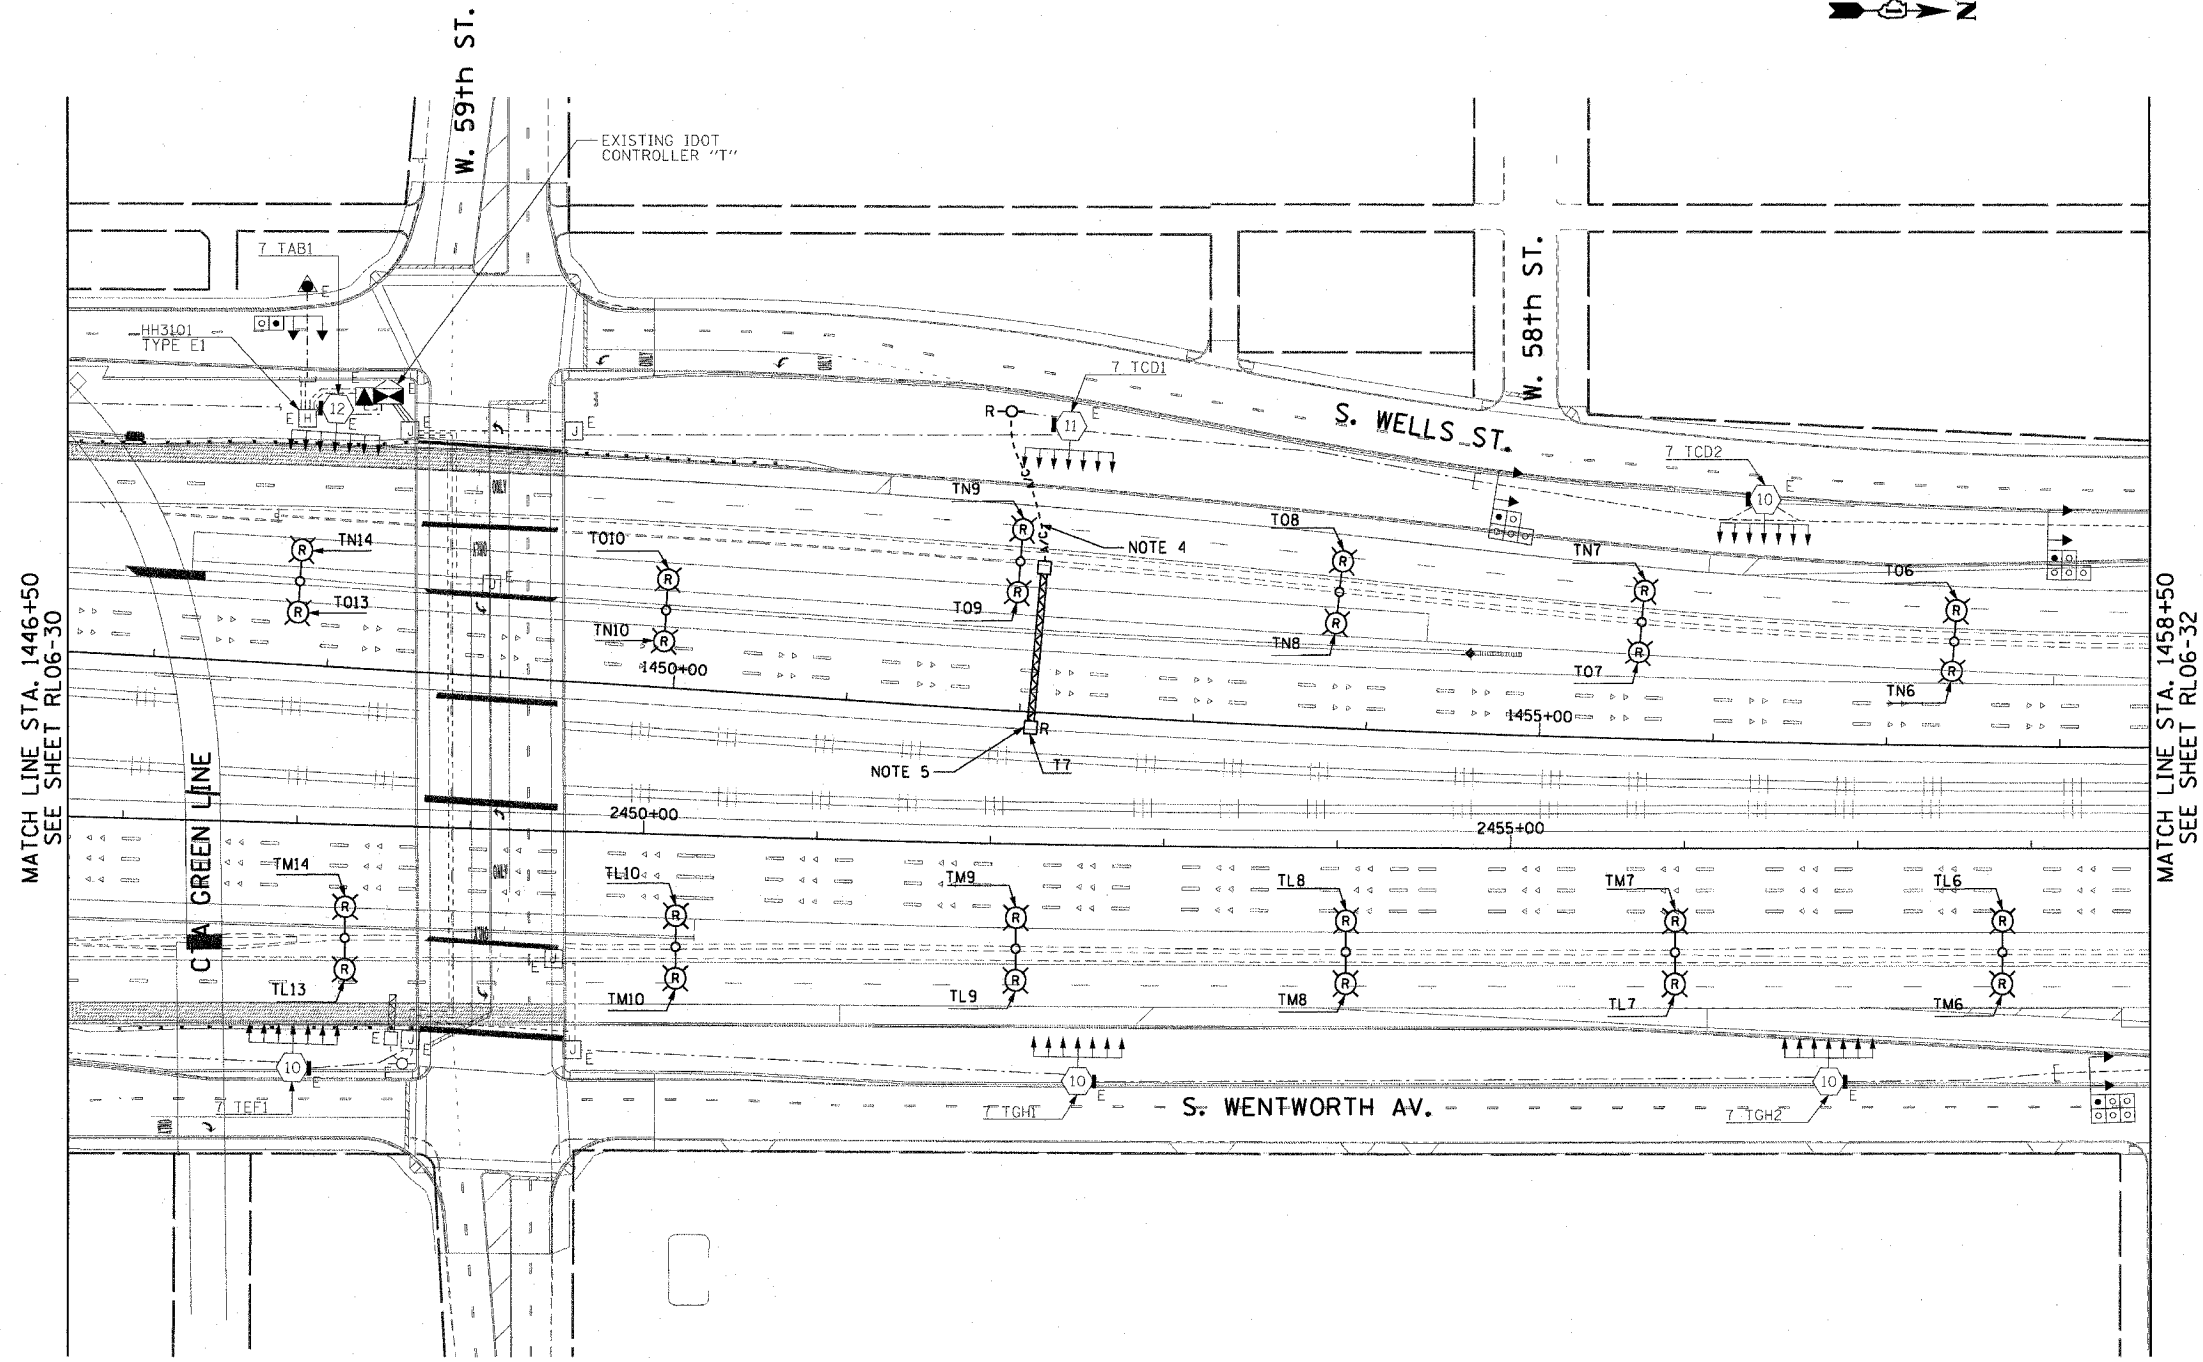 N
W. 59th ST.
EXISTING IDOT
CONTROLLER "T"
7 TAB1
E
HH3101
TYPE E1
E
E
E
H
12
E
E
J
E
J
W. 58th ST.
7 TCD1
R
11
E
S. WELLS ST.
7 TCD2
10
E
E
A/C
A/C
NOTE 4
TN9
R
R
TO9
TN14
R
R
TO13
TO10
R
R
TN10
ONLY
J
E
TO8
R
R
TN8
TN7
R
R
TO7
TO6
R
R
TN6
1450+00
1455+00
R
NOTE 5
T7
MATCH LINE STA. 1446+50
SEE SHEET RL06-30
MATCH LINE STA. 1458+50
SEE SHEET RL06-32
CTA GREEN LINE
2450+00
2455+00
TM14
R
R
TL13
TL10
R
R
TM10
TM9
R
R
TL9
TL8
R
R
TM8
TM7
R
R
TL7
TL6
R
R
TM6
ONLY
ONLY
E
J
E
J
E
J
E
10
E
E
7 TEF1
10
E
7 TGH1
S. WENTWORTH AV.
10
E
7 TGH2
E